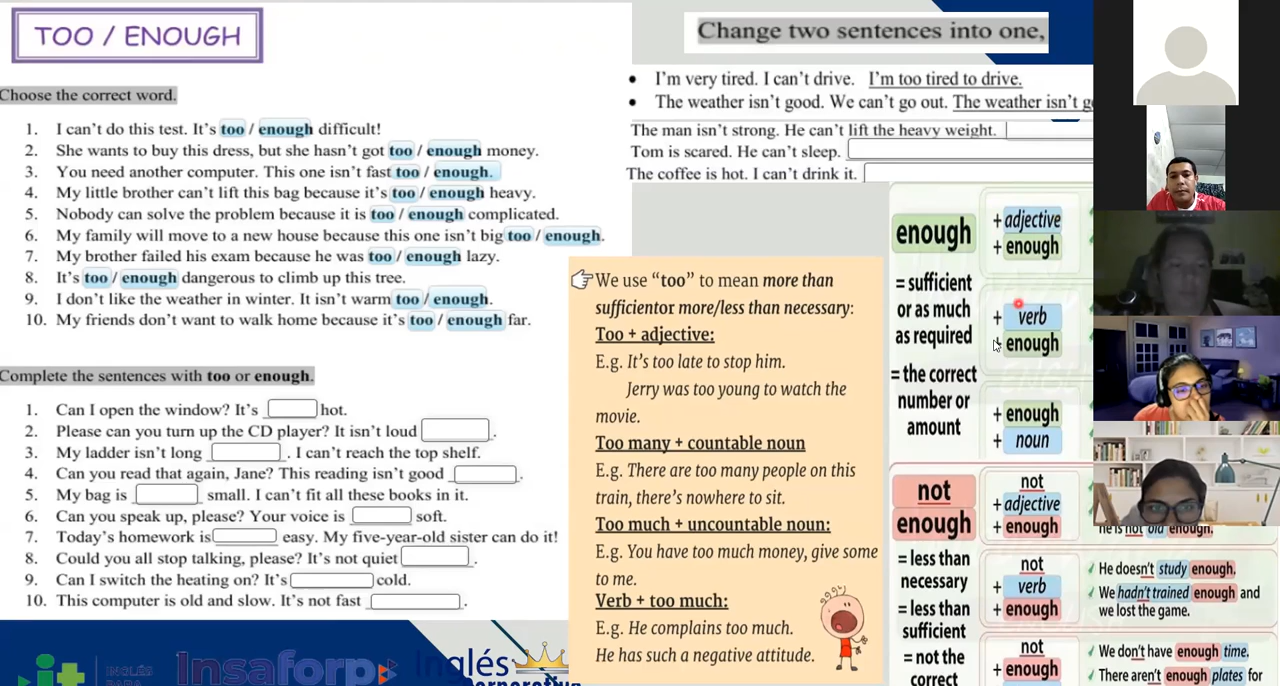 TOO / ENOUGH
Choose the correct word.
1. I can't do this test. It's too / enough difficult!
2. She wants to buy this dress, but she hasn't got too / enough money.
3. You need another computer. This one isn't fast too / enough.
4. My little brother can't lift this bag because it's too / enough heavy.
5. Nobody can solve the problem because it is too / enough complicated.
6. My family will move to a new house because this one isn't big too / enough.
7. My brother failed his exam because he was too / enough lazy.
8. It's too / enough dangerous to climb up this tree.
9. I don't like the weather in winter. It isn't warm too / enough.
10. My friends don't want to walk home because it's too / enough far.
Complete the sentences with too or enough.
1. Can I open the window? It's hot.
2. Please can you turn up the CD player? It isn't loud .
3. My ladder isn't long . I can't reach the top shelf.
4. Can you read that again, Jane? This reading isn't good .
5. My bag is small. I can't fit all these books in it.
6. Can you speak up, please? Your voice is soft.
7. Today's homework is easy. My five-year-old sister can do it!
8. Could you all stop talking, please? It's not quiet .
9. Can I switch the heating on? It's cold.
10. This computer is old and slow. It's not fast .
it
INGLÉS
Insaforp
Inglés
Change two sentences into one,
• I'm very tired. I can't drive. I'm too tired to drive.
• The weather isn't good. We can't go out. The weather isn't
The man isn't strong. He can't lift the heavy weight.
Tom is scared. He can't sleep.
The coffee is hot. I can't drink it.
We use “too” to mean more than
sufficientor more/less than necessary:
Too + adjective:
E.g. It's too late to stop him.
Jerry was too young to watch the
movie.
Too many + countable noun
E.g. There are too many people on this
train, there's nowhere to sit.
Too much + uncountable noun:
E.g. You have too much money, give some
to me.
Verb + too much:
E.g. He complains too much.
He has such a negative attitude.
enough
= sufficient
or as much
as required
= the correct
number or
amount
+ adjective
+ enough
+ verb
+ enough
+ enough
+ noun
not
enough
= less than
necessary
= less than
sufficient
= not the
correct
not
+ adjective
+ enough
he is not old enough.
not
+ verb
+ enough
He doesn't study enough.
We hadn't trained enough and
we lost the game.
not
+ enough
We don't have enough time.
There aren't enough plates for